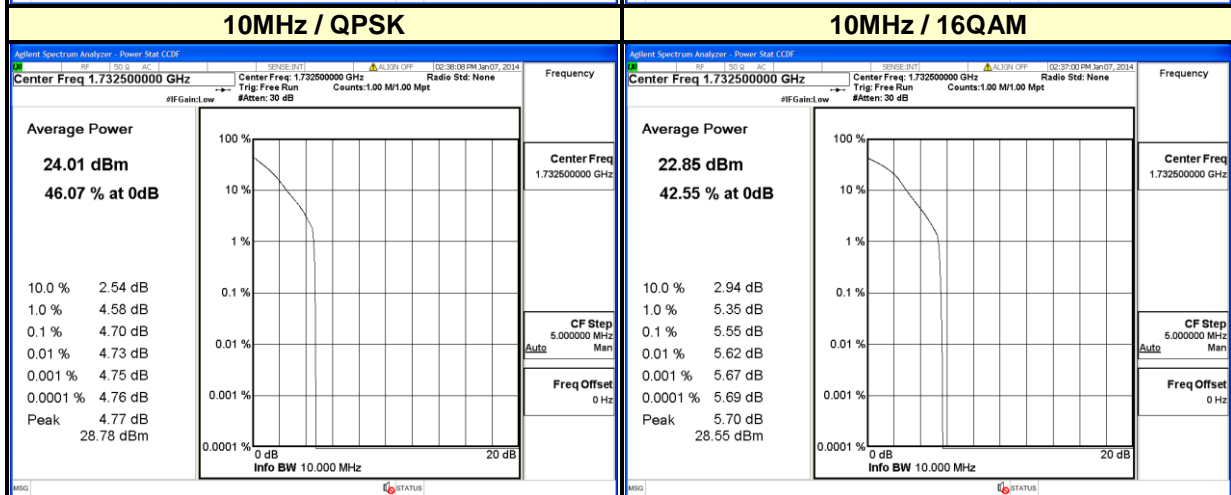 10MHz / QPSK
10MHz / 16QAM
Agilent Spectrum Analyzer - Power Stat CCDF
LXI RF 50 Ω AC SENSE:INT ALIGN OFF 02:38:08 PM Jan 07, 2014
Center Freq 1.732500000 GHz
Center Freq: 1.732500000 GHz Radio Std: None
Trig: Free Run Counts:1.00 M/1.00 Mpt
#IFGain:Low #Atten: 30 dB
Frequency
Average Power
24.01 dBm
46.07 % at 0dB
10.0 % 2.54 dB
1.0 % 4.58 dB
0.1 % 4.70 dB
0.01 % 4.73 dB
0.001 % 4.75 dB
0.0001 % 4.76 dB
Peak 4.77 dB
28.78 dBm
100 %
10 %
1 %
0.1 %
0.01 %
0.001 %
0.0001 %
0 dB 20 dB
Info BW 10.000 MHz
Center Freq
1.732500000 GHz
CF Step
5.000000 MHz
Auto Man
Freq Offset
0 Hz
MSG STATUS
Agilent Spectrum Analyzer - Power Stat CCDF
LXI RF 50 Ω AC SENSE:INT ALIGN OFF 02:37:00 PM Jan 07, 2014
Center Freq 1.732500000 GHz
Center Freq: 1.732500000 GHz Radio Std: None
Trig: Free Run Counts:1.00 M/1.00 Mpt
#IFGain:Low #Atten: 30 dB
Frequency
Average Power
22.85 dBm
42.55 % at 0dB
10.0 % 2.94 dB
1.0 % 5.35 dB
0.1 % 5.55 dB
0.01 % 5.62 dB
0.001 % 5.67 dB
0.0001 % 5.69 dB
Peak 5.70 dB
28.55 dBm
100 %
10 %
1 %
0.1 %
0.01 %
0.001 %
0.0001 %
0 dB 20 dB
Info BW 10.000 MHz
Center Freq
1.732500000 GHz
CF Step
5.000000 MHz
Auto Man
Freq Offset
0 Hz
MSG STATUS